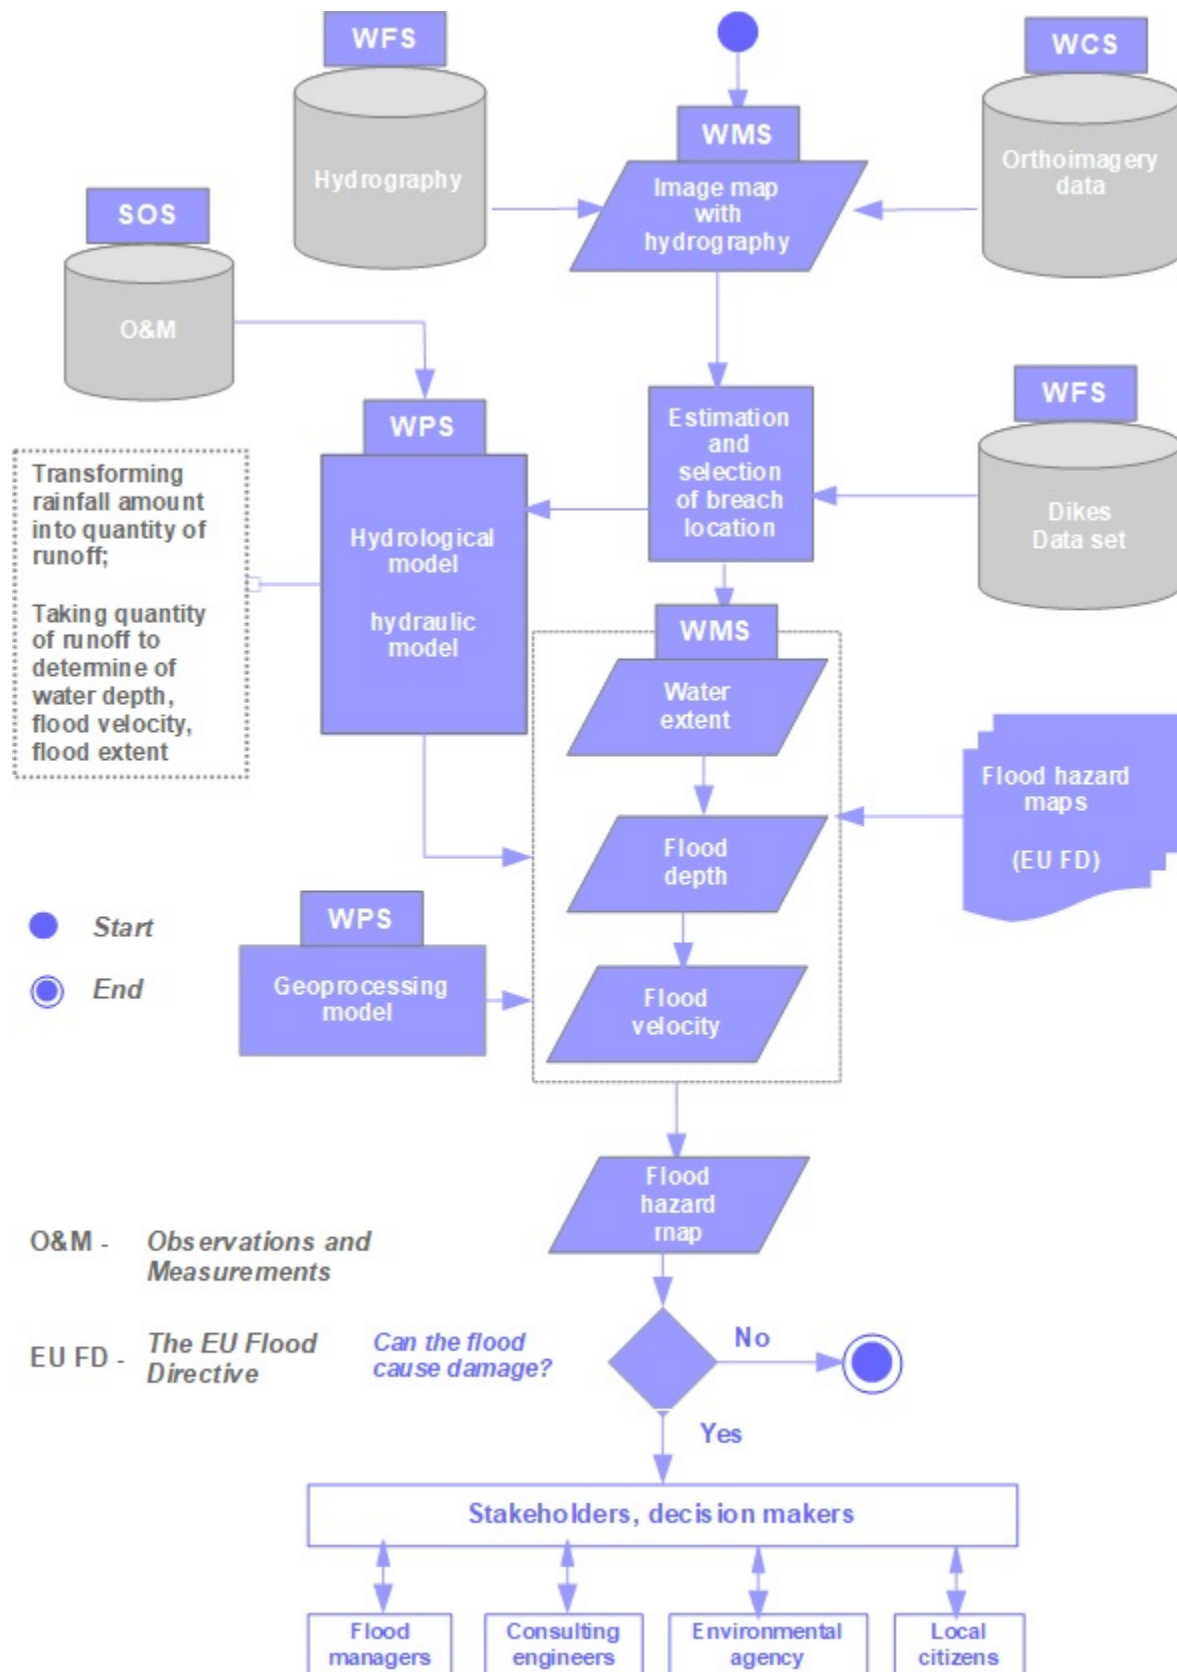 WFS
Hydrography
WMS
Image map
with
hydrography
WCS
Orthoimagery
data
SOS
O&M
WPS
Hydrological
model
hydraulic
model
Estimation
and
selection
of breach
location
WFS
Dikes
Data set
Transforming
rainfall amount
into quantity of
runoff;
Taking quantity
of runoff to
determine of
water depth,
flood velocity,
flood extent
WMS
Water
extent
Flood
depth
Flood
velocity
Flood hazard
maps
(EU FD)
Start
End
WPS
Geoprocessing
model
Flood
hazard
map
O&M - Observations and
Measurements
EU FD - The EU Flood
Directive
Can the flood
cause damage?
No
Yes
Stakeholders, decision makers
Flood
managers
Consulting
engineers
Environmental
agency
Local
citizens